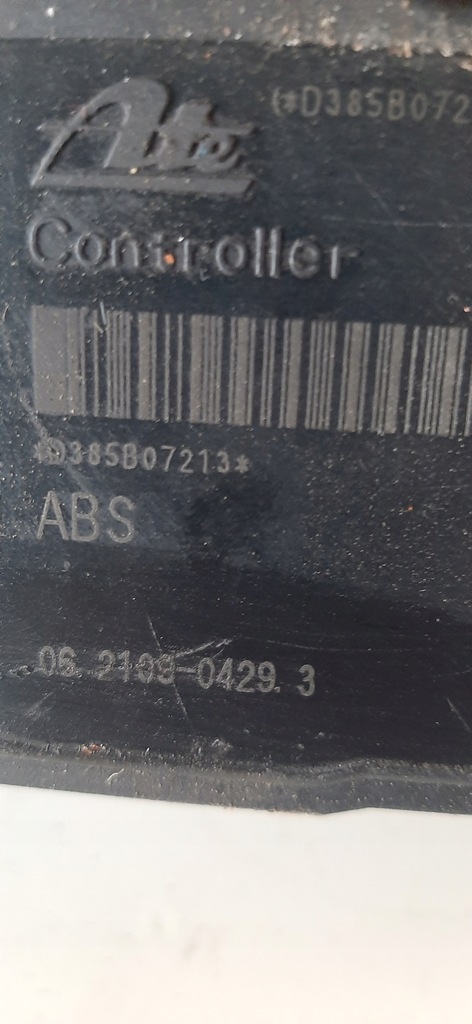 Ate (*D385B072
Controller
*D385B07213*
ABS
06.2109-0429.3